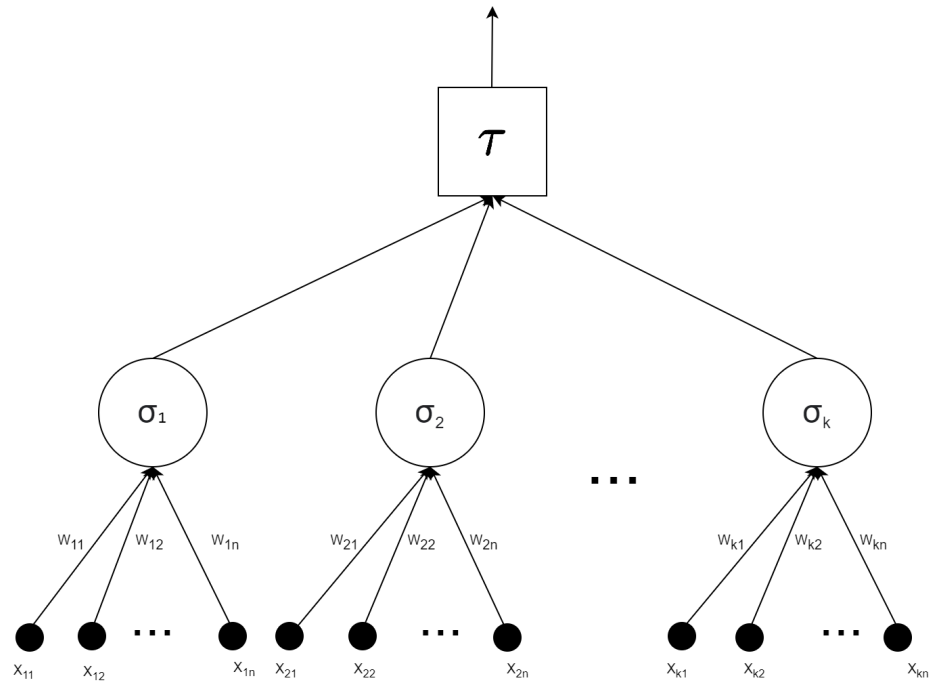 τ
σ₁ σ₂ ... σₖ
W₁₁ W₁₂ W₁ₙ W₂₁ W₂₂ W₂ₙ Wₖ₁ Wₖ₂ Wₖₙ
... ... ...
X₁₁ X₁₂ X₁ₙ X₂₁ X₂₂ X₂ₙ Xₖ₁ Xₖ₂ Xₖₙ